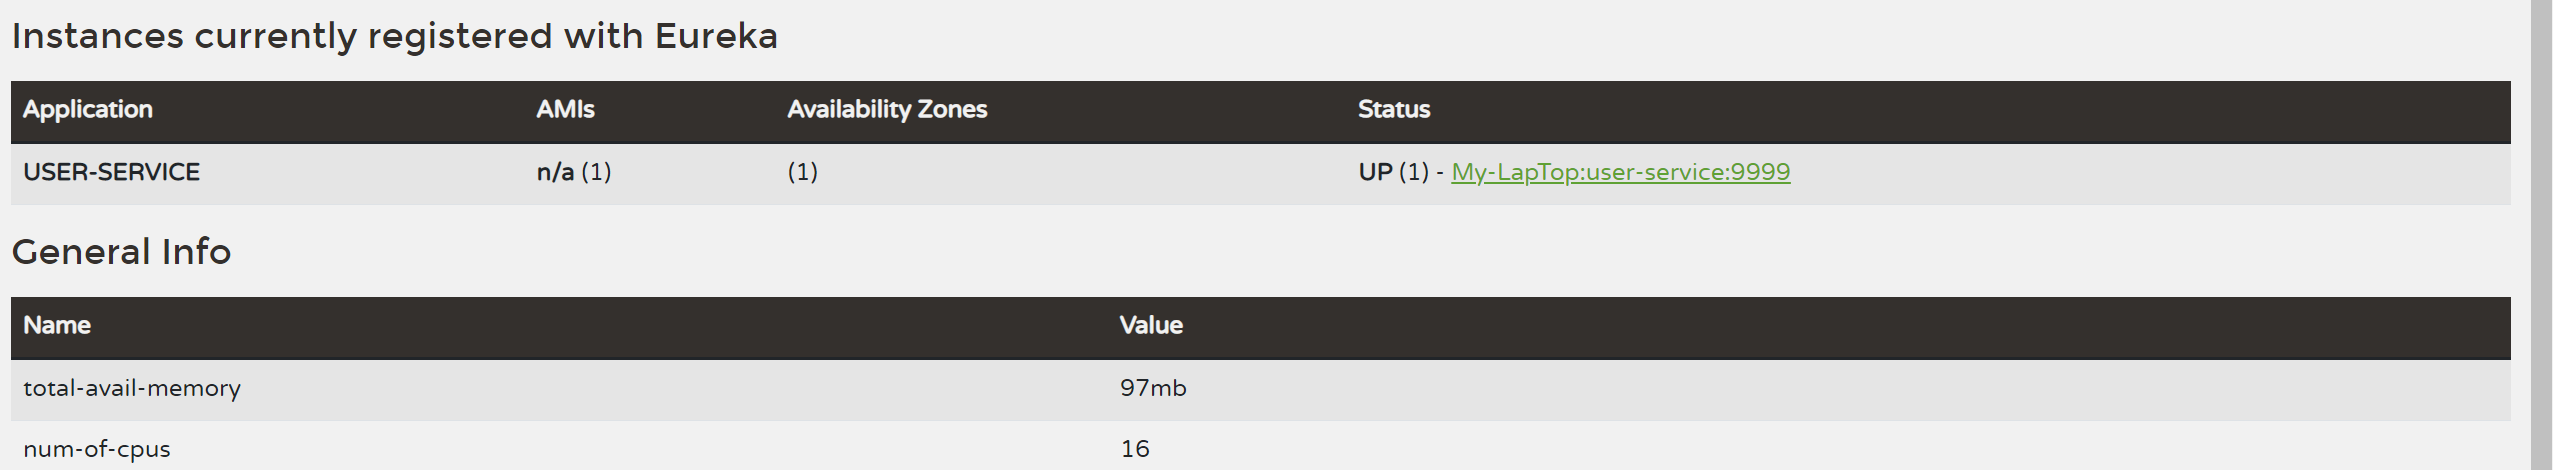 Instances currently registered with Eureka
Application AMIs Availability Zones Status
USER-SERVICE n/a (1) (1) UP (1) - My-LapTop:user-service:9999
General Info
Name Value
total-avail-memory 97mb
num-of-cpus 16